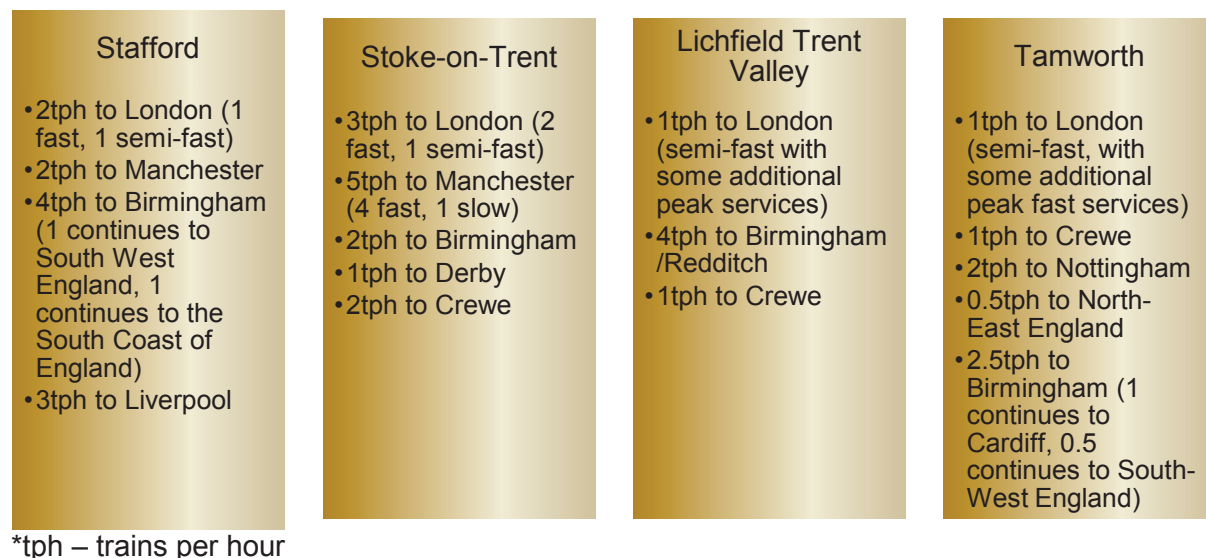 Stafford
•2tph to London (1
fast, 1 semi-fast)
•2tph to Manchester
•4tph to Birmingham
(1 continues to
South West
England, 1
continues to the
South Coast of
England)
•3tph to Liverpool
Stoke-on-Trent
•3tph to London (2
fast, 1 semi-fast)
•5tph to Manchester
(4 fast, 1 slow)
•2tph to Birmingham
•1tph to Derby
•2tph to Crewe
Lichfield Trent
Valley
•1tph to London
(semi-fast with
some additional
peak services)
•4tph to Birmingham
/Redditch
•1tph to Crewe
Tamworth
•1tph to London
(semi-fast, with
some additional
peak fast services)
•1tph to Crewe
•2tph to Nottingham
•0.5tph to North-
East England
•2.5tph to
Birmingham (1
continues to
Cardiff, 0.5
continues to South-
West England)
*tph – trains per hour